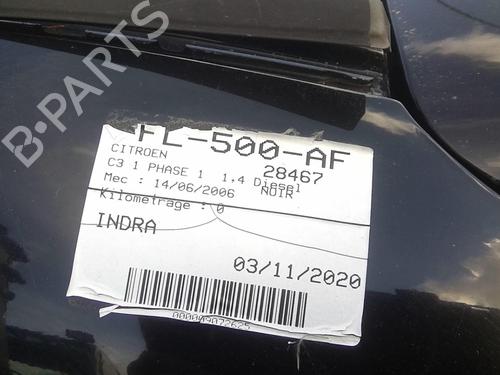 B-PARTS
FL-500-AF
CITROEN 28467
C3 1 PHASE 1 1.4 Diesel
Mec : 14/06/2006 NOIR
Kilometrage : 0
INDRA
03/11/2020